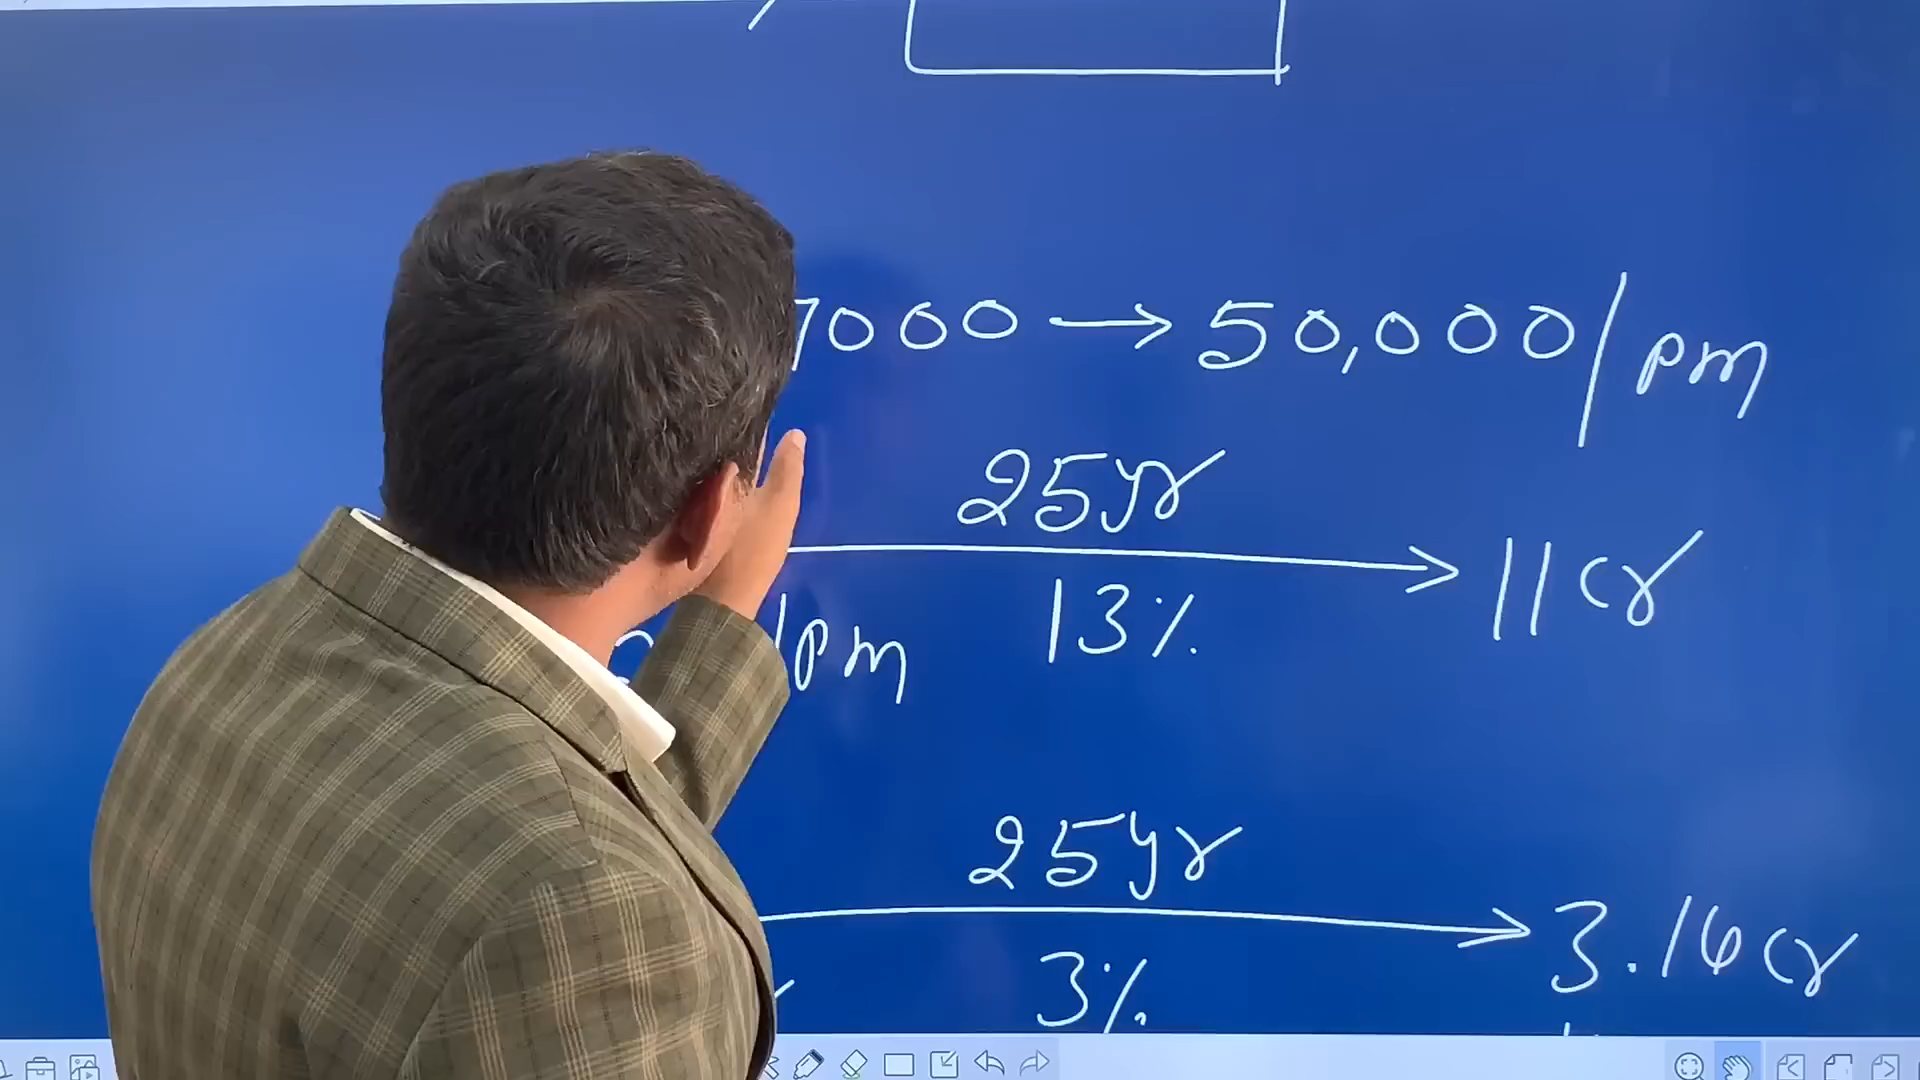 7000 → 50,000/pm
25yr
11cr
13%
/pm
25yr
3.16cr
3%